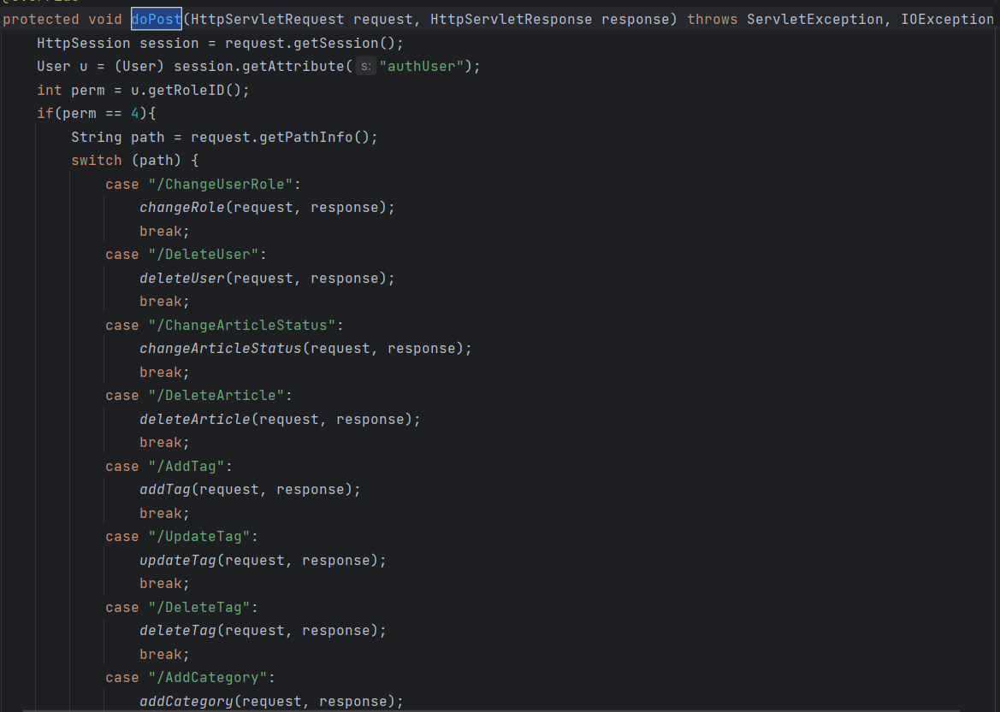 protected void doPost(HttpServletRequest request, HttpServletResponse response) throws ServletException, IOException
HttpSession session = request.getSession();
User u = (User) session.getAttribute( s: "authUser");
int perm = u.getRoleID();
if(perm == 4){
String path = request.getPathInfo();
switch (path) {
case "/ChangeUserRole":
changeRole(request, response);
break;
case "/DeleteUser":
deleteUser(request, response);
break;
case "/ChangeArticleStatus":
changeArticleStatus(request, response);
break;
case "/DeleteArticle":
deleteArticle(request, response);
break;
case "/AddTag":
addTag(request, response);
break;
case "/UpdateTag":
updateTag(request, response);
break;
case "/DeleteTag":
deleteTag(request, response);
break;
case "/AddCategory":
addCategory(request, response);